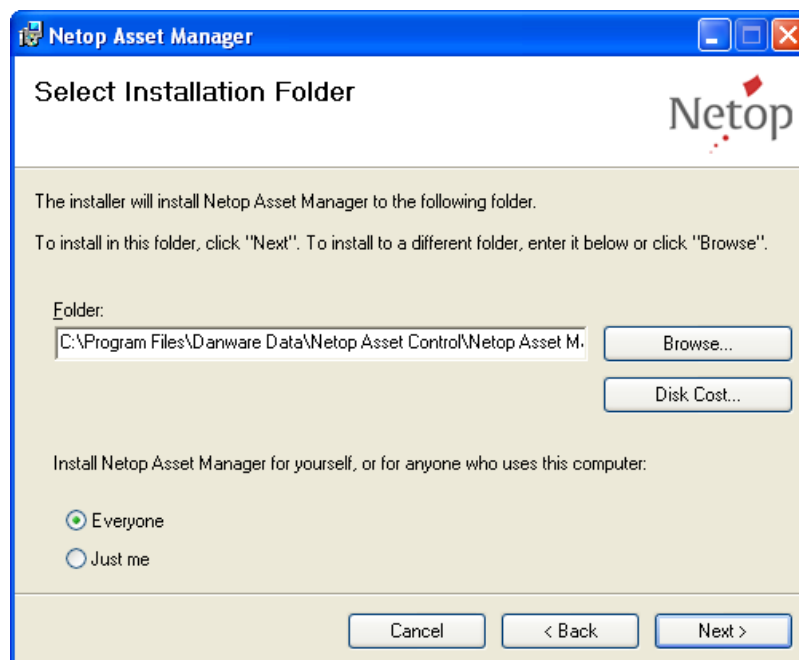 Netop Asset Manager
Select Installation Folder
Netop
The installer will install Netop Asset Manager to the following folder.
To install in this folder, click "Next". To install to a different folder, enter it below or click "Browse".
Folder:
C:\Program Files\Danware Data\Netop Asset Control\Netop Asset M
Browse...
Disk Cost...
Install Netop Asset Manager for yourself, or for anyone who uses this computer:
Everyone
Just me
Cancel
< Back
Next >